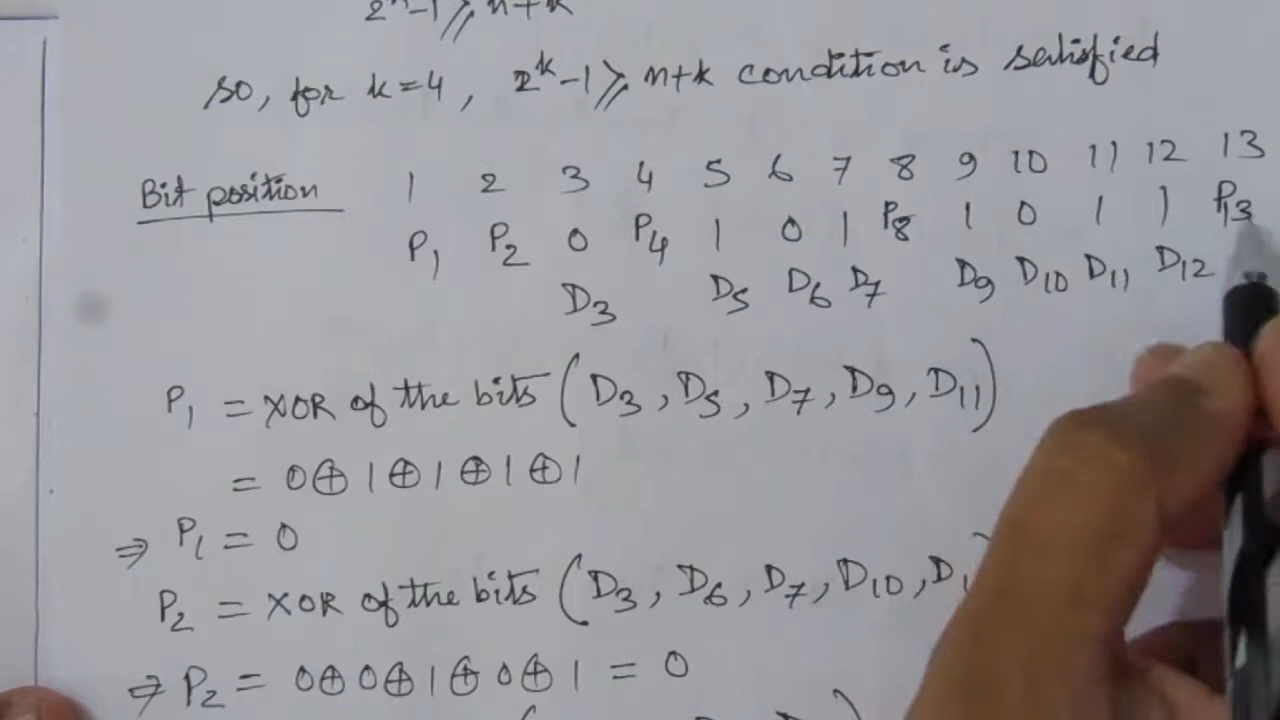 2^k-1 ⩾ n+k
so, for k=4, 2^k-1 ⩾ n+k condition is satisfied
Bit position 1 2 3 4 5 6 7 8 9 10 11 12 13
P₁ P₂ 0 P₄ 1 0 1 P₈ 1 0 1 1 P₁₃
D₃ D₅ D₆ D₇ D₉ D₁₀ D₁₁ D₁₂
P₁ = XOR of the bits (D₃, D₅, D₇, D₉, D₁₁)
= 0⊕1⊕1⊕1⊕1
⇒ P₁ = 0
P₂ = XOR of the bits (D₃, D₆, D₇, D₁₀,
⇒ P₂ = 0⊕0⊕1⊕0⊕1 = 0